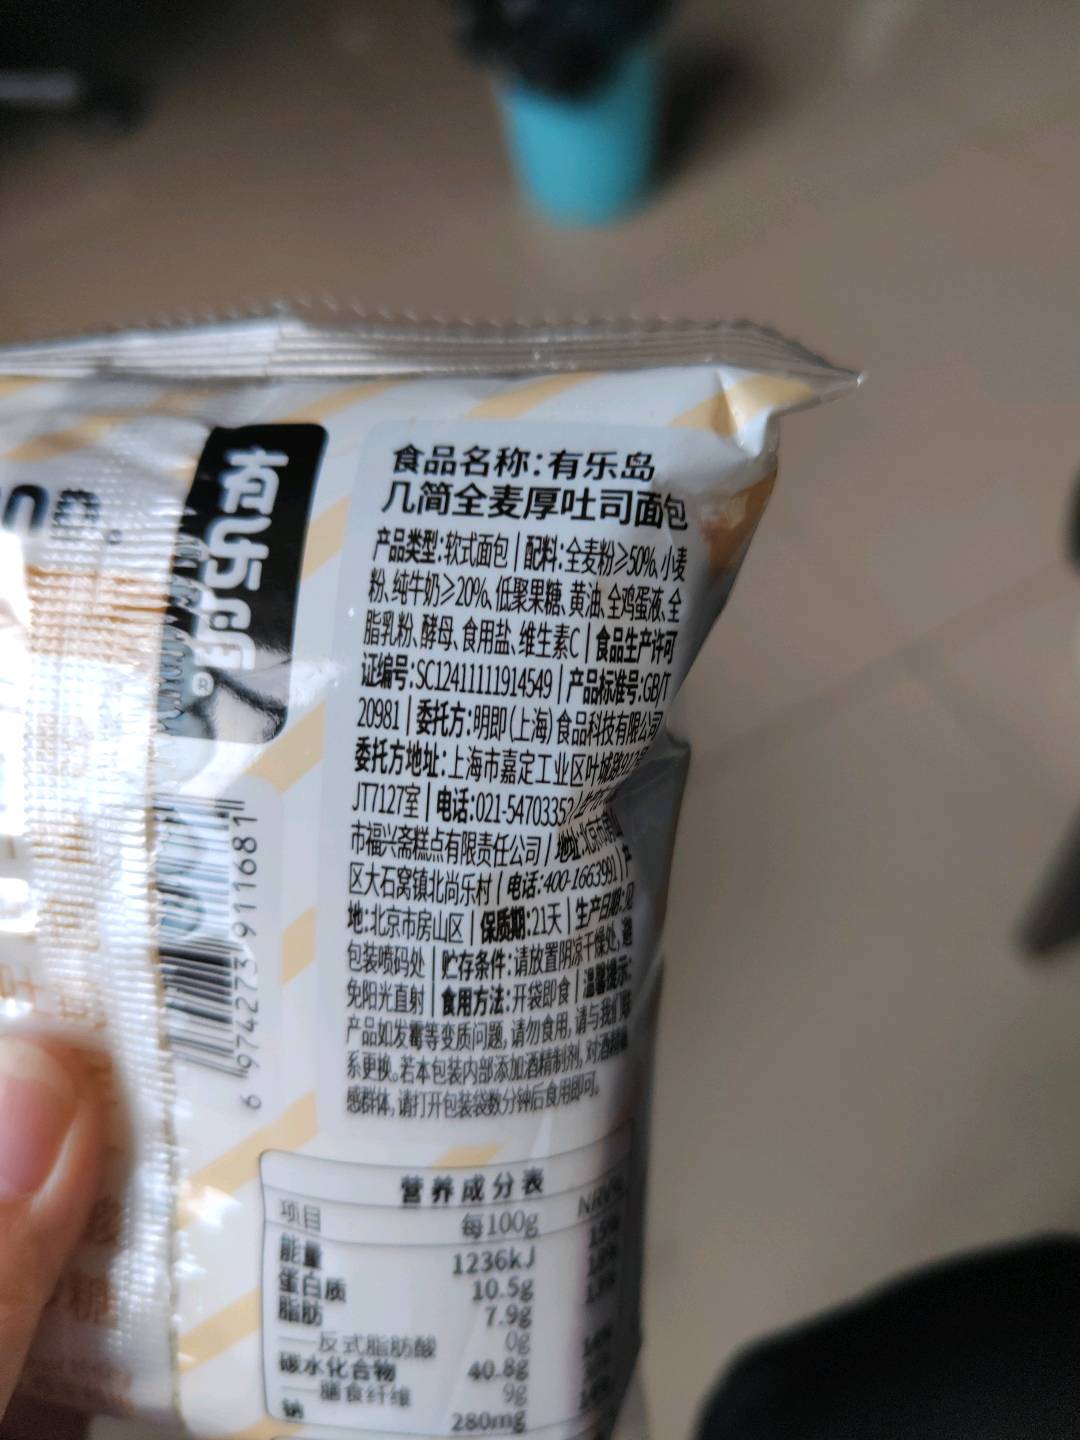 有乐岛
®
食品名称:有乐岛
几简全麦厚吐司面包
产品类型:软式面包|配料:全麦粉≥50%、小麦
粉、纯牛奶≥20%、低聚果糖、黄油、全鸡蛋液、全
脂乳粉、酵母、食用盐、维生素C|食品生产许可
证编号:SC12411111914549|产品标准号:GB/T
20981|委托方:明即(上海)食品科技有限公司
委托方地址:上海市嘉定工业区叶城路
JT7127室|电话:021-54703352
市福兴斋糕点有限责任公司|地址:北京市房山
区大石窝镇北尚乐村|电话:400-1663991
地:北京市房山区|保质期:21天|生产日期:见
包装喷码处|贮存条件:请放置阴凉干燥处,避
免阳光直射|食用方法:开袋即食|温馨提示:
产品如发霉等变质问题,请勿食用,请与我们联
系更换。若本包装内部添加酒精制剂,对酒精敏
感群体,请打开包装袋数分钟后食用即可。
6974273911681
营养成分表
项目 每100g NRV%
能量 1236kJ 15%
蛋白质 10.5g
脂肪 7.9g
——反式脂肪酸 0g
碳水化合物 40.8g
——膳食纤维 9g
钠 280mg